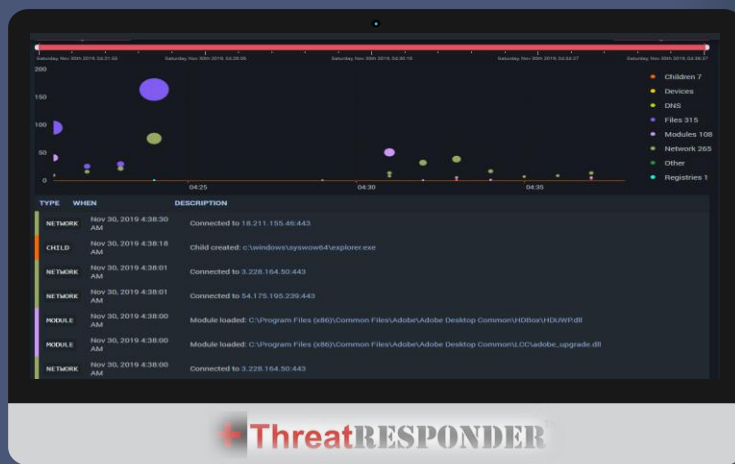 200
150
100
50
0
04:25
04:30
04:35
Children 7
Devices
DNS
Files 315
Modules 108
Network 265
Other
Registries 1
TYPE WHEN DESCRIPTION
NETWORK Nov 30, 2019 4:38:30 AM Connected to 18.211.155.46:443
CHILD Nov 30, 2019 4:38:18 AM Child created: c:\windows\syswow64\explorer.exe
NETWORK Nov 30, 2019 4:38:01 AM Connected to 3.228.164.50:443
NETWORK Nov 30, 2019 4:38:01 AM Connected to 54.175.195.239:443
MODULE Nov 30, 2019 4:38:00 AM Module loaded: C:\Program Files (x86)\Common Files\Adobe\Adobe Desktop Common\HDBox\HDUWP.dll
MODULE Nov 30, 2019 4:38:00 AM Module loaded: C:\Program Files (x86)\Common Files\Adobe\Adobe Desktop Common\LCC\adobe_upgrade.dll
NETWORK Nov 30, 2019 4:38:00 AM Connected to 3.228.164.50:443
ThreatRESPONDER